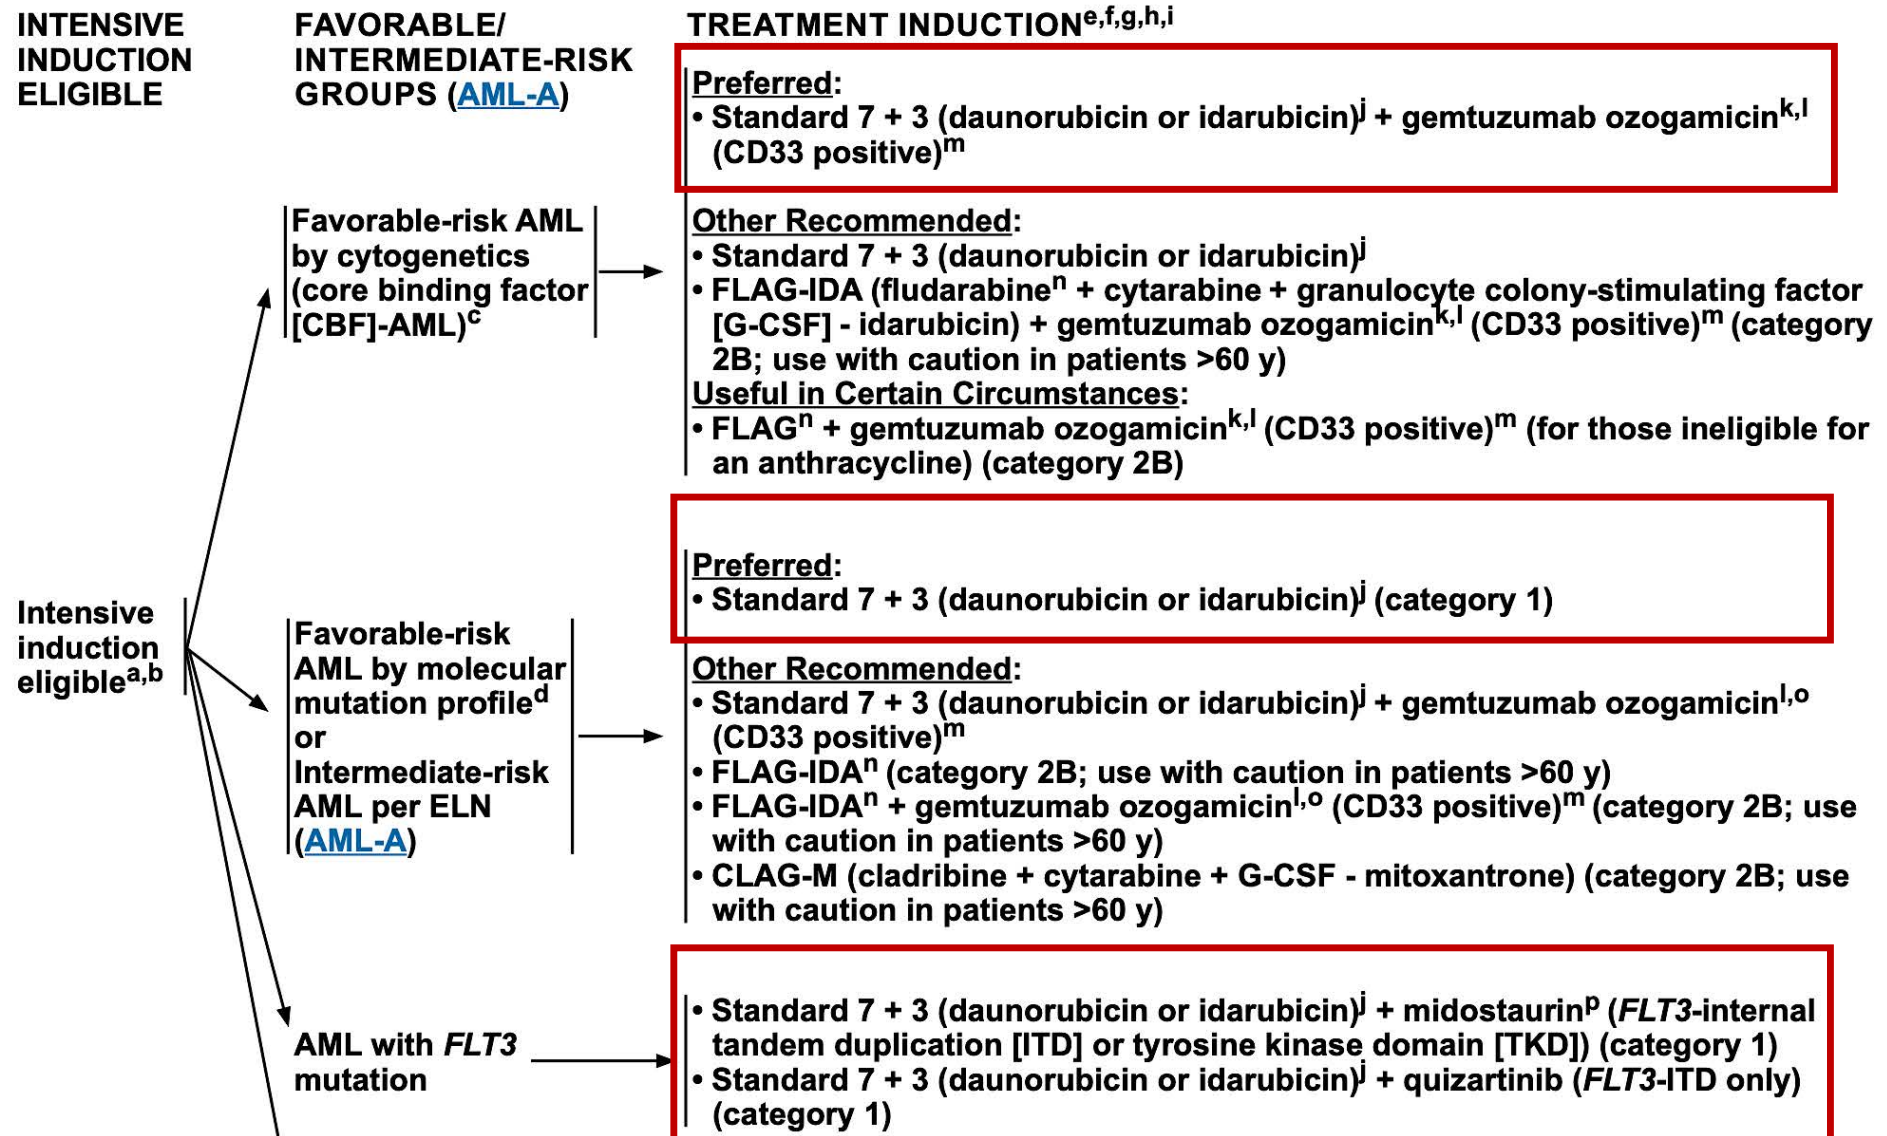 INTENSIVE
INDUCTION
ELIGIBLE
FAVORABLE/
INTERMEDIATE-RISK
GROUPS (AML-A)
TREATMENT INDUCTIONe,f,g,h,i
Favorable-risk AML
by cytogenetics
(core binding factor
[CBF]-AML)c
Preferred:
• Standard 7 + 3 (daunorubicin or idarubicin)j + gemtuzumab ozogamicink,l
(CD33 positive)m
Other Recommended:
• Standard 7 + 3 (daunorubicin or idarubicin)j
• FLAG-IDA (fludarabinen + cytarabine + granulocyte colony-stimulating factor
[G-CSF] - idarubicin) + gemtuzumab ozogamicink,l (CD33 positive)m (category
2B; use with caution in patients >60 y)
Useful in Certain Circumstances:
• FLAGn + gemtuzumab ozogamicink,l (CD33 positive)m (for those ineligible for
an anthracycline) (category 2B)
Intensive
induction
eligiblea,b
Favorable-risk
AML by molecular
mutation profiled
or
Intermediate-risk
AML per ELN
(AML-A)
Preferred:
• Standard 7 + 3 (daunorubicin or idarubicin)j (category 1)
Other Recommended:
• Standard 7 + 3 (daunorubicin or idarubicin)j + gemtuzumab ozogamicinl,o
(CD33 positive)m
• FLAG-IDAn (category 2B; use with caution in patients >60 y)
• FLAG-IDAn + gemtuzumab ozogamicinl,o (CD33 positive)m (category 2B; use
with caution in patients >60 y)
• CLAG-M (cladribine + cytarabine + G-CSF - mitoxantrone) (category 2B; use
with caution in patients >60 y)
AML with FLT3
mutation
• Standard 7 + 3 (daunorubicin or idarubicin)j + midostaurinp (FLT3-internal
tandem duplication [ITD] or tyrosine kinase domain [TKD]) (category 1)
• Standard 7 + 3 (daunorubicin or idarubicin)j + quizartinib (FLT3-ITD only)
(category 1)